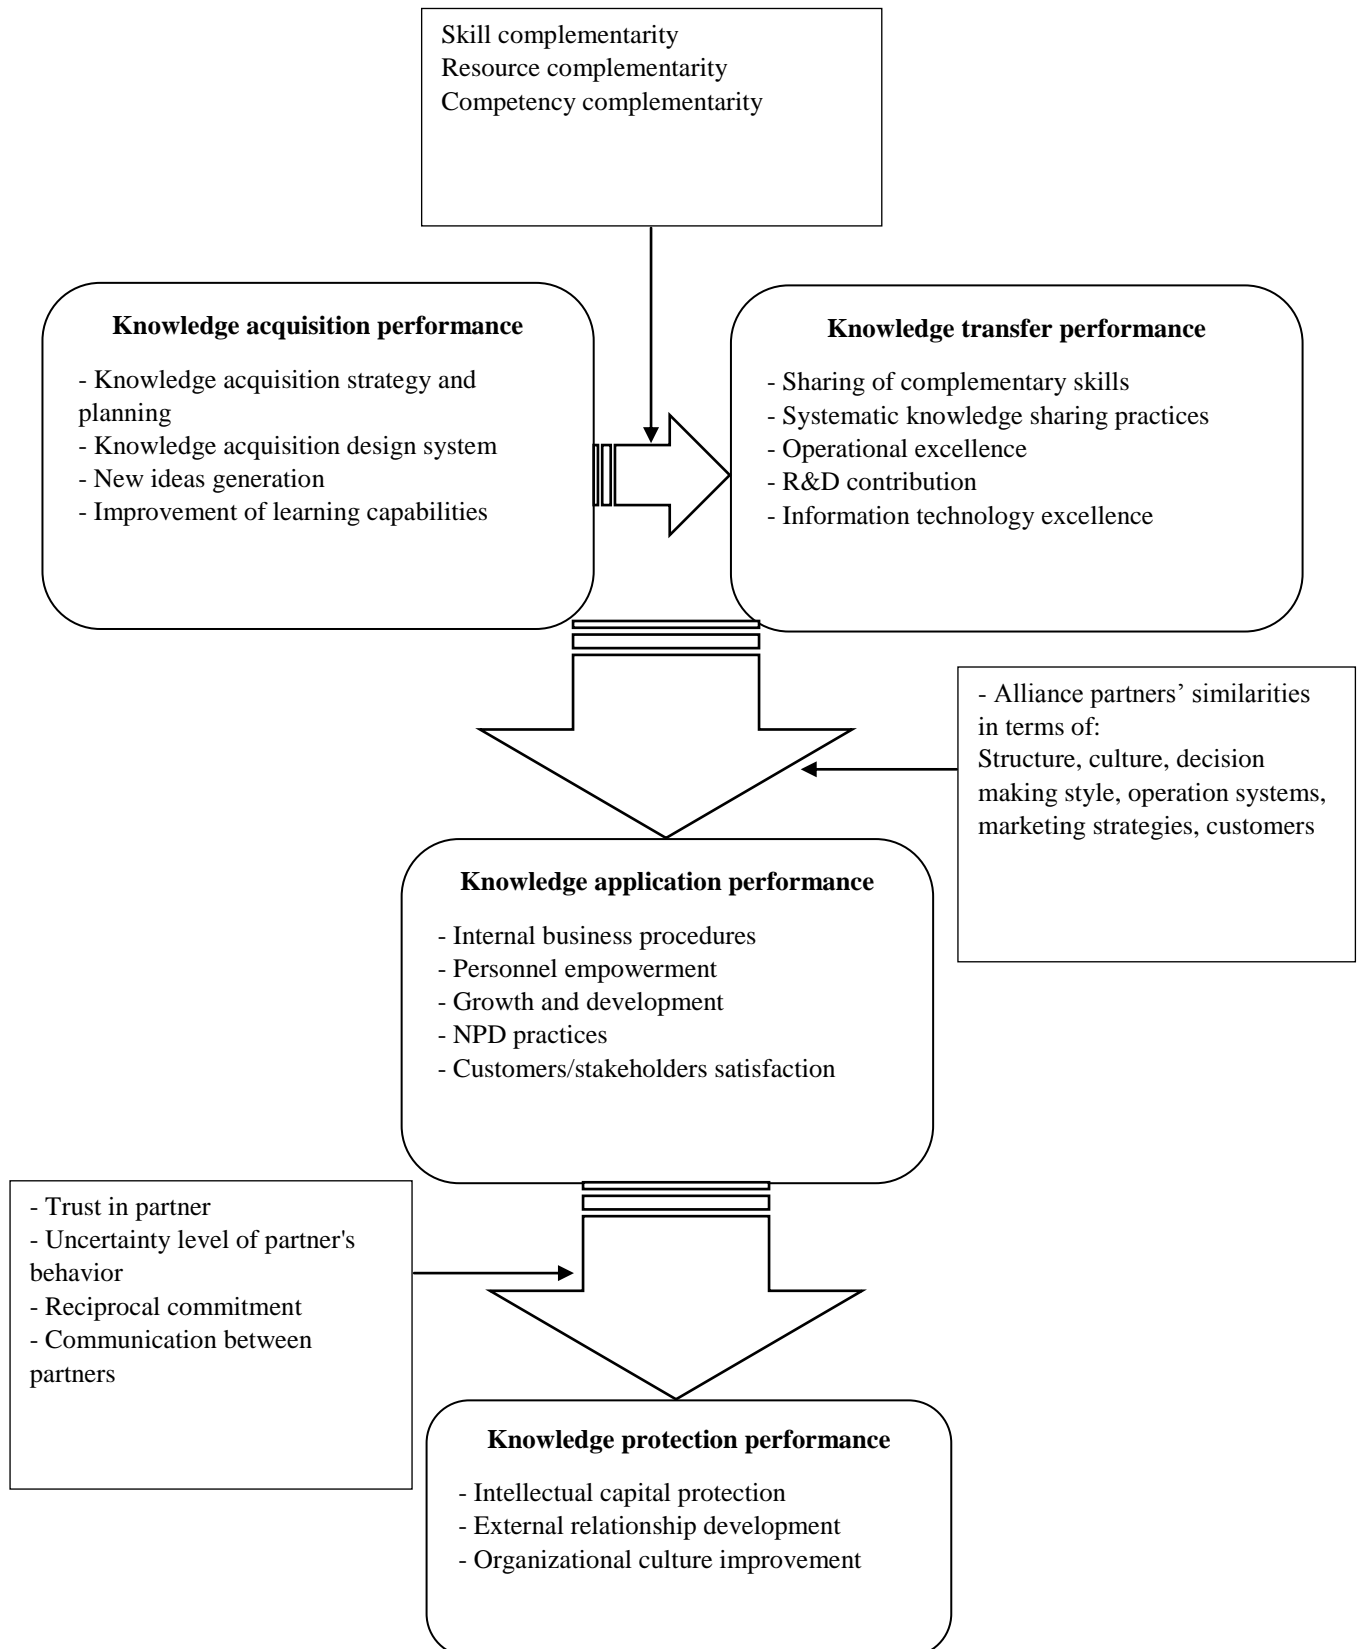 Skill complementarity
Resource complementarity
Competency complementarity
Knowledge acquisition performance
- Knowledge acquisition strategy and
planning
- Knowledge acquisition design system
- New ideas generation
- Improvement of learning capabilities
Knowledge transfer performance
- Sharing of complementary skills
- Systematic knowledge sharing practices
- Operational excellence
- R&D contribution
- Information technology excellence
- Alliance partners’ similarities
in terms of:
Structure, culture, decision
making style, operation systems,
marketing strategies, customers
Knowledge application performance
- Internal business procedures
- Personnel empowerment
- Growth and development
- NPD practices
- Customers/stakeholders satisfaction
- Trust in partner
- Uncertainty level of partner's
behavior
- Reciprocal commitment
- Communication between
partners
Knowledge protection performance
- Intellectual capital protection
- External relationship development
- Organizational culture improvement